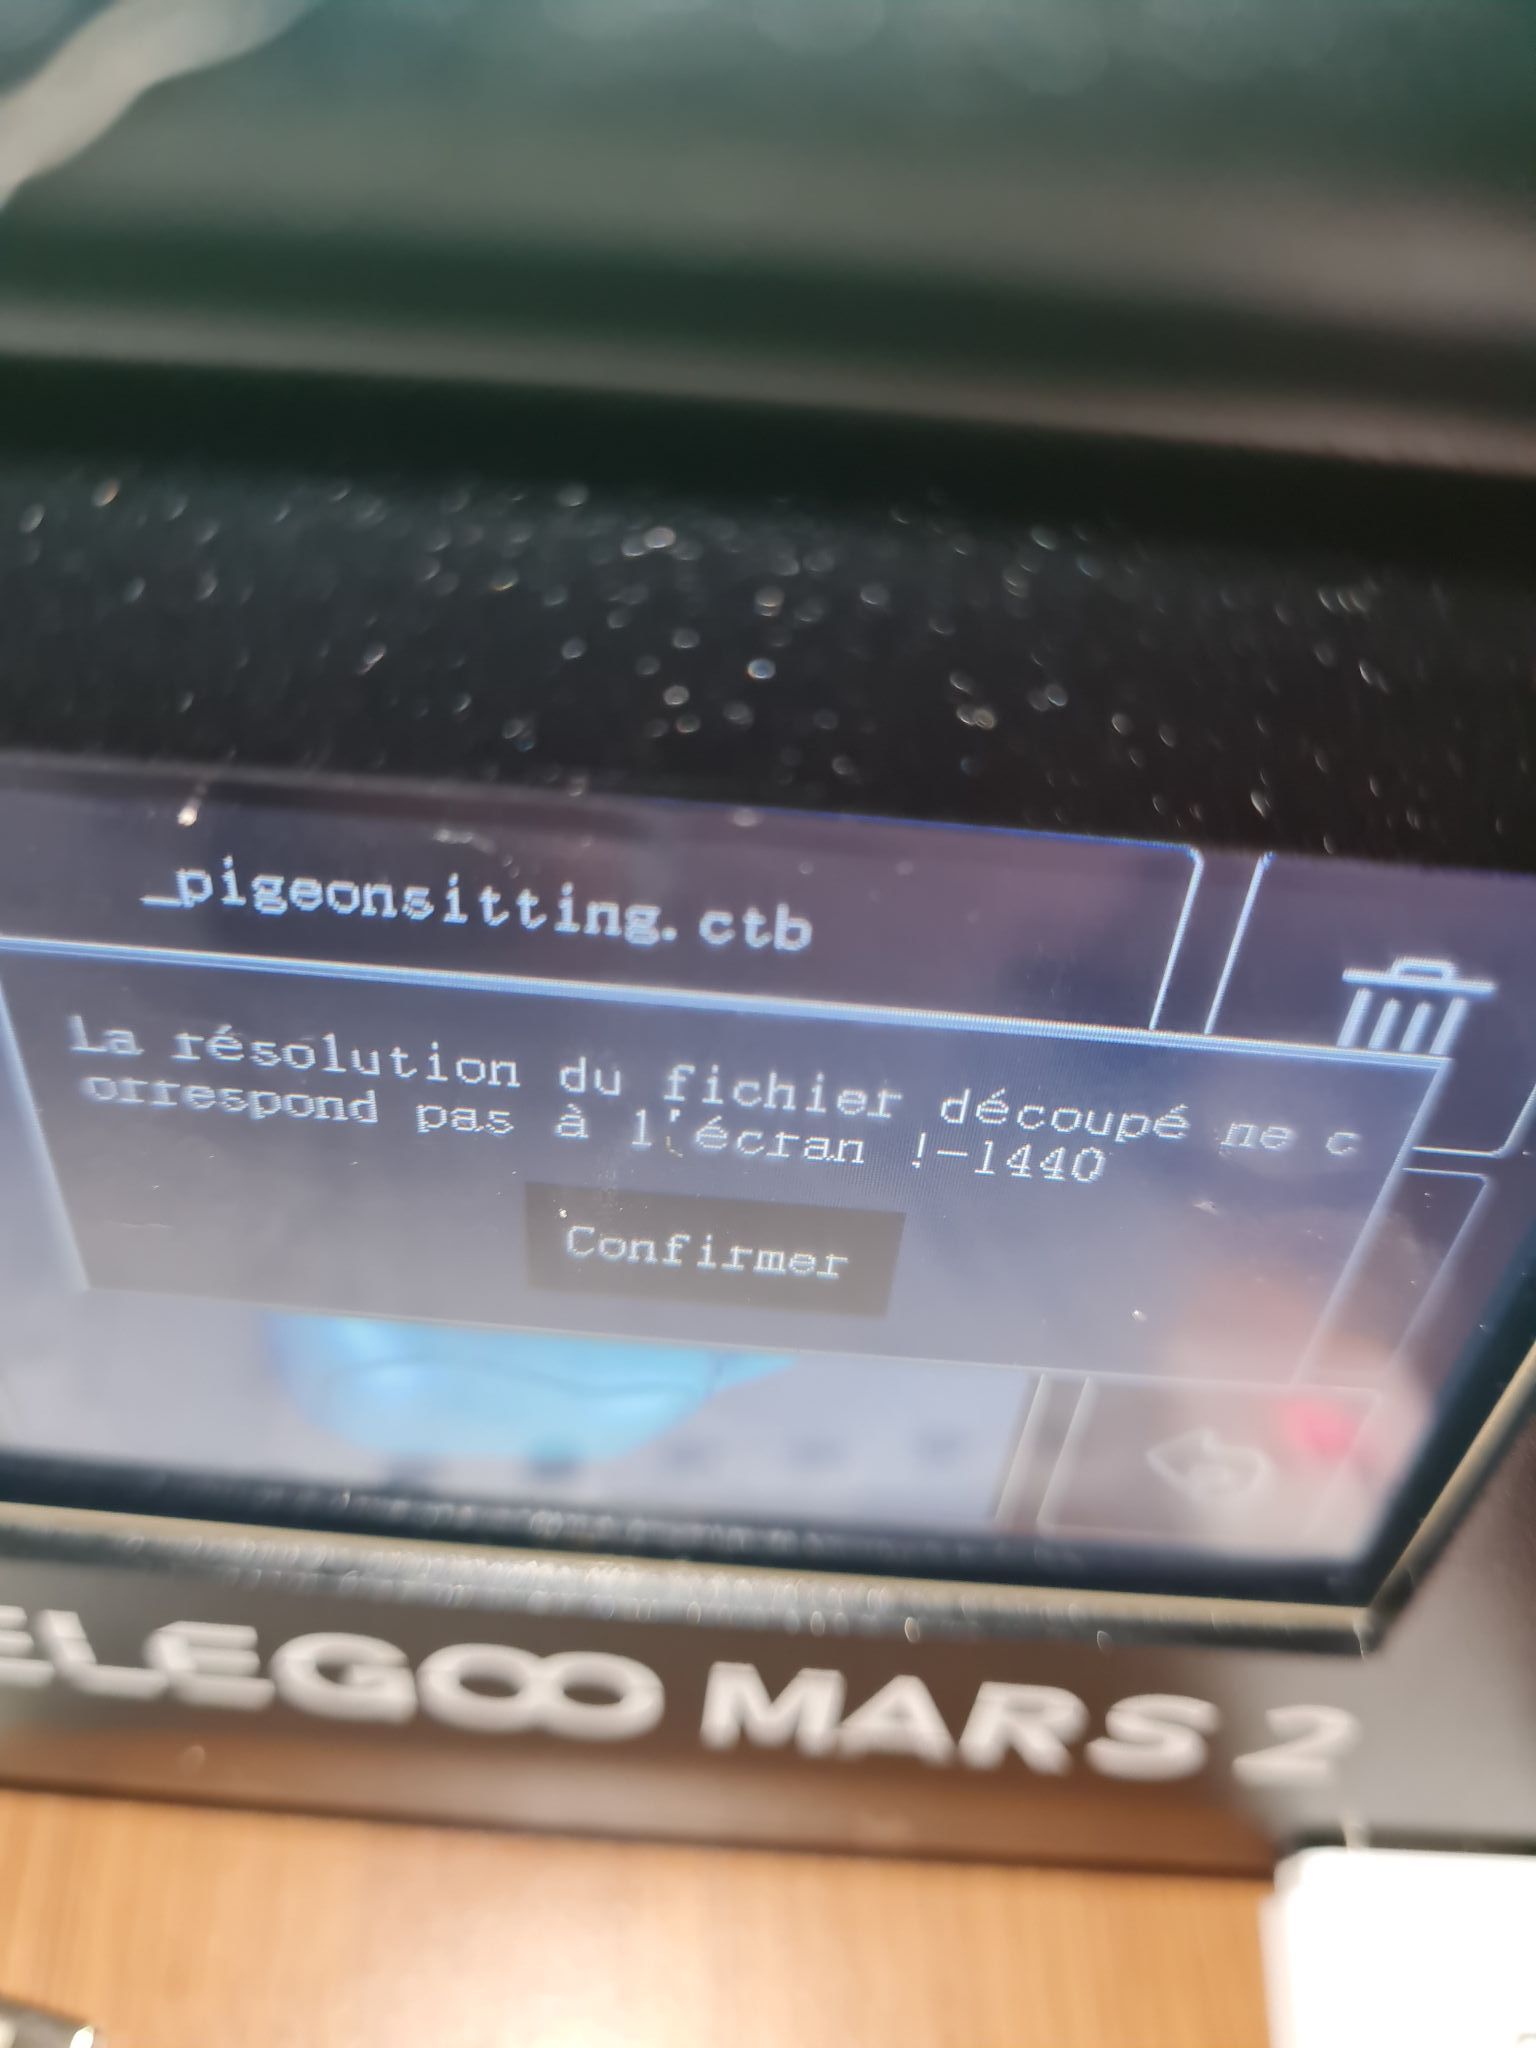 _pigeonsitting.ctb
La résolution du fichier découpé ne c
orrespond pas à l'écran !-1440
Confirmer
ELEGOO MARS 2